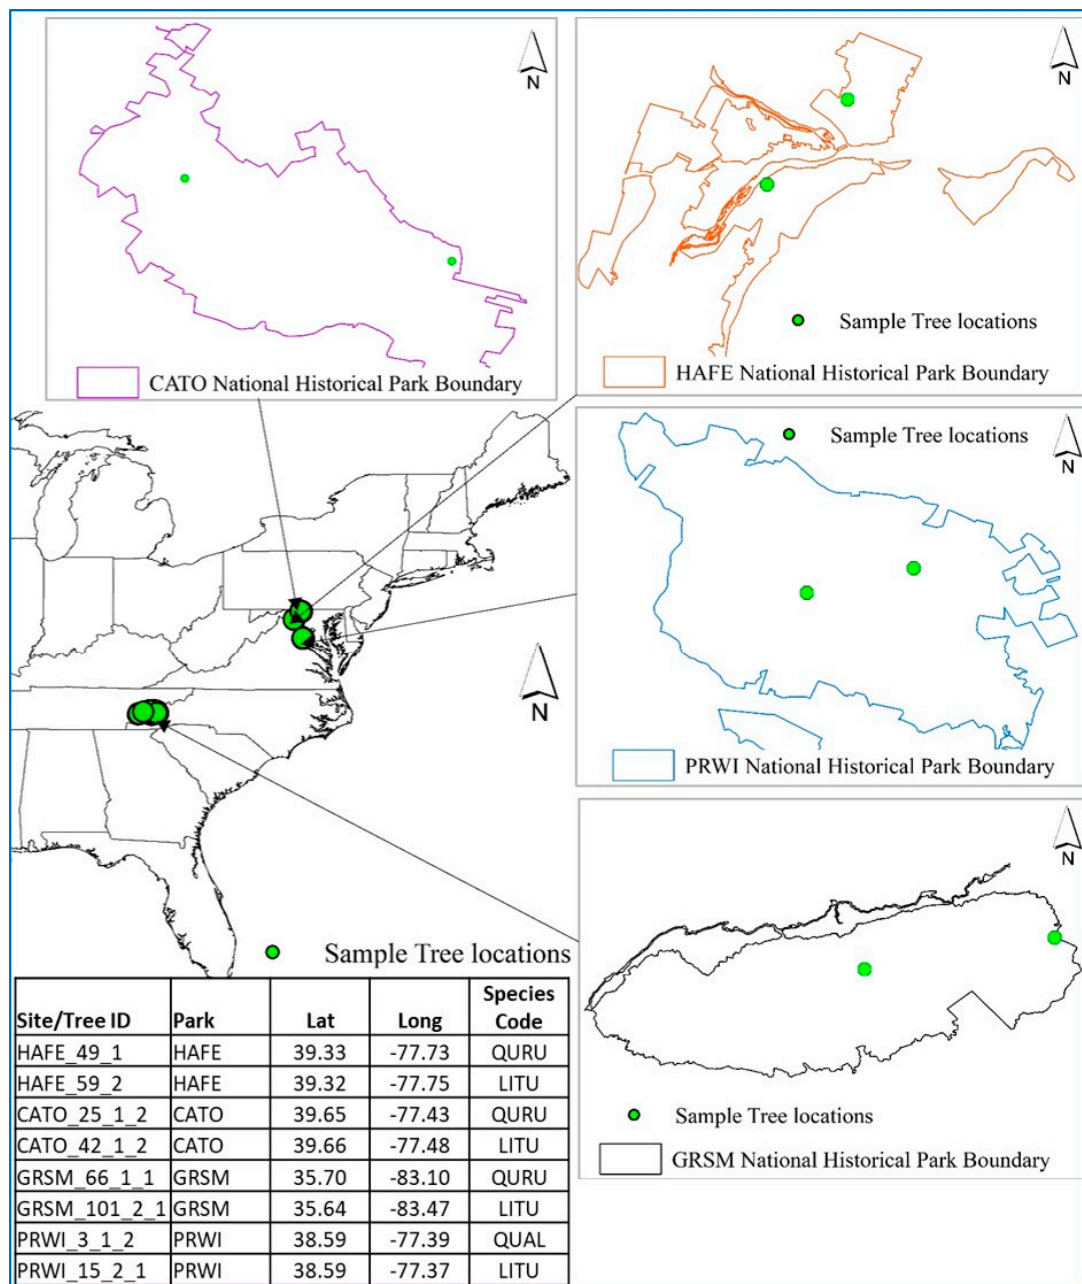 N
CATO National Historical Park Boundary
N
Sample Tree locations
HAFE National Historical Park Boundary
N
Sample Tree locations
N
PRWI National Historical Park Boundary
Sample Tree locations
N
Sample Tree locations
GRSM National Historical Park Boundary
Site/Tree ID Park Lat Long Species Code
HAFE_49_1 HAFE 39.33 -77.73 QURU
HAFE_59_2 HAFE 39.32 -77.75 LITU
CATO_25_1_2 CATO 39.65 -77.43 QURU
CATO_42_1_2 CATO 39.66 -77.48 LITU
GRSM_66_1_1 GRSM 35.70 -83.10 QURU
GRSM_101_2_1 GRSM 35.64 -83.47 LITU
PRWI_3_1_2 PRWI 38.59 -77.39 QUAL
PRWI_15_2_1 PRWI 38.59 -77.37 LITU